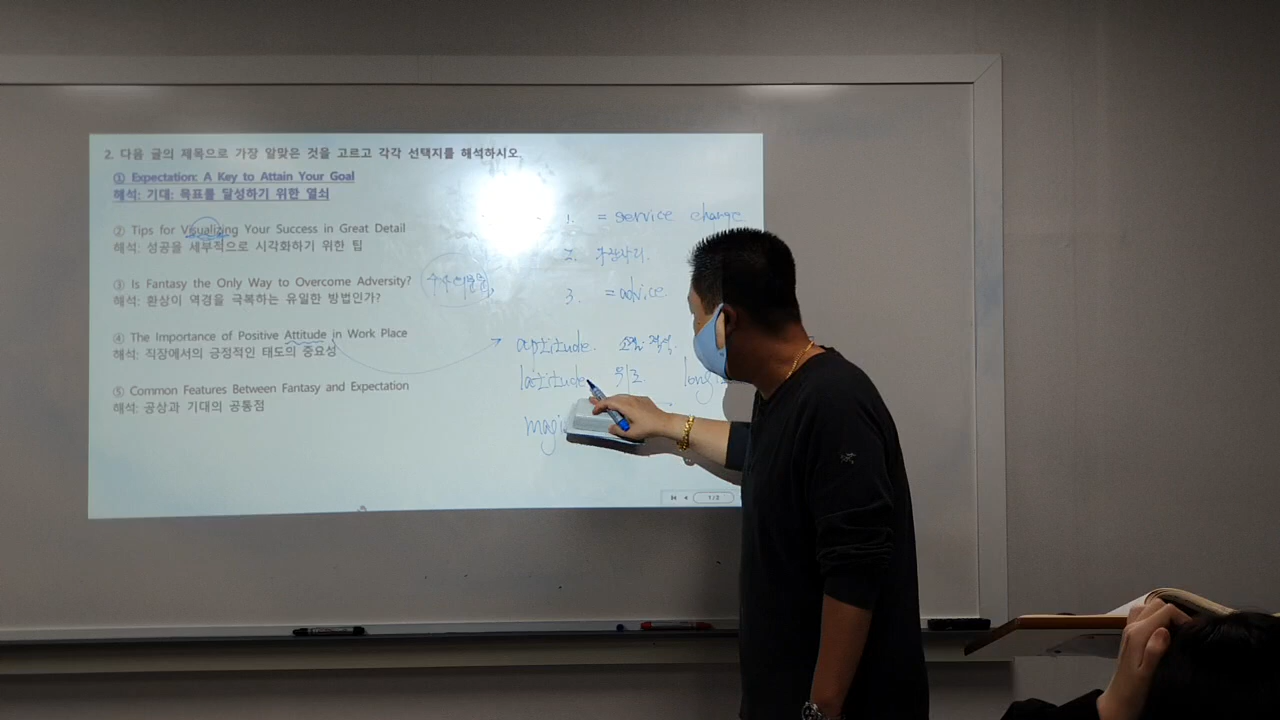 2. 다음 글의 제목으로 가장 알맞은 것을 고르고 각각 선택지를 해석하시오
① Expectation: A Key to Attain Your Goal
해석: 기대: 목표를 달성하기 위한 열쇠
② Tips for Visualizing Your Success in Great Detail
해석: 성공을 세부적으로 시각화하기 위한 팁
③ Is Fantasy the Only Way to Overcome Adversity?
해석: 환상이 역경을 극복하는 유일한 방법인가?
④ The Importance of Positive Attitude in Work Place
해석: 직장에서의 긍정적인 태도의 중요성
⑤ Common Features Between Fantasy and Expectation
해석: 공상과 기대의 공통점
1. = service charge
2.
3. = advice.
aptitude.
latitude 위도.
1/2